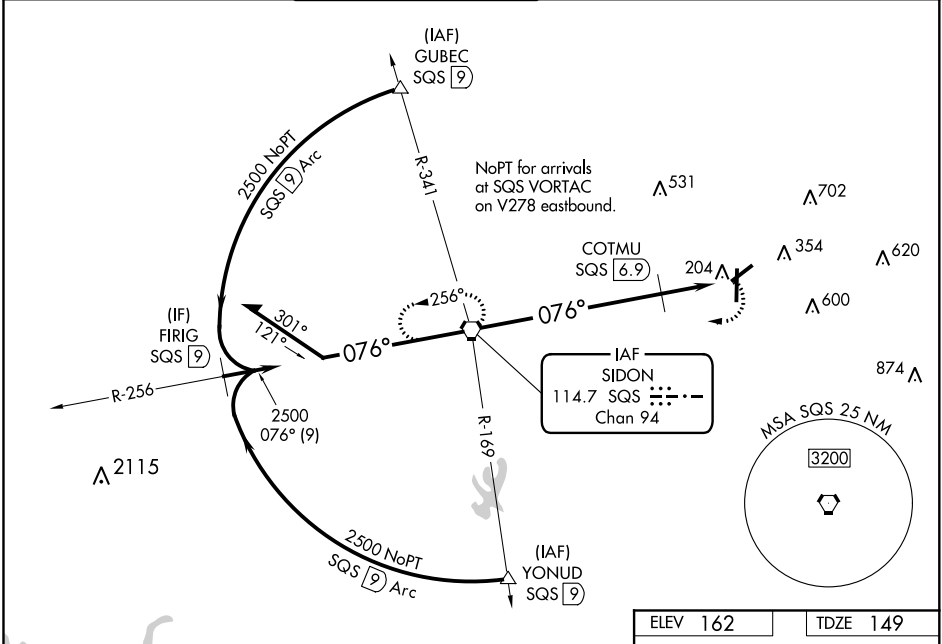 (IAF)
GUBEC
SQS 9
2500 NoPT
SQS 9 Arc
R-341
NoPT for arrivals
at SQS VORTAC
on V278 eastbound.
531
702
COTMU
SQS 6.9
204
354
620
600
874
256°
076°
301°
121°
076°
(IF)
FIRIG
SQS 9
R-256
2500
076° (9)
IAF
SIDON
114.7 SQS
Chan 94
R-169
2115
MSA SQS 25 NM
3200
2500 NoPT
SQS 9 Arc
(IAF)
YONUD
SQS 9
ELEV 162
TDZE 149